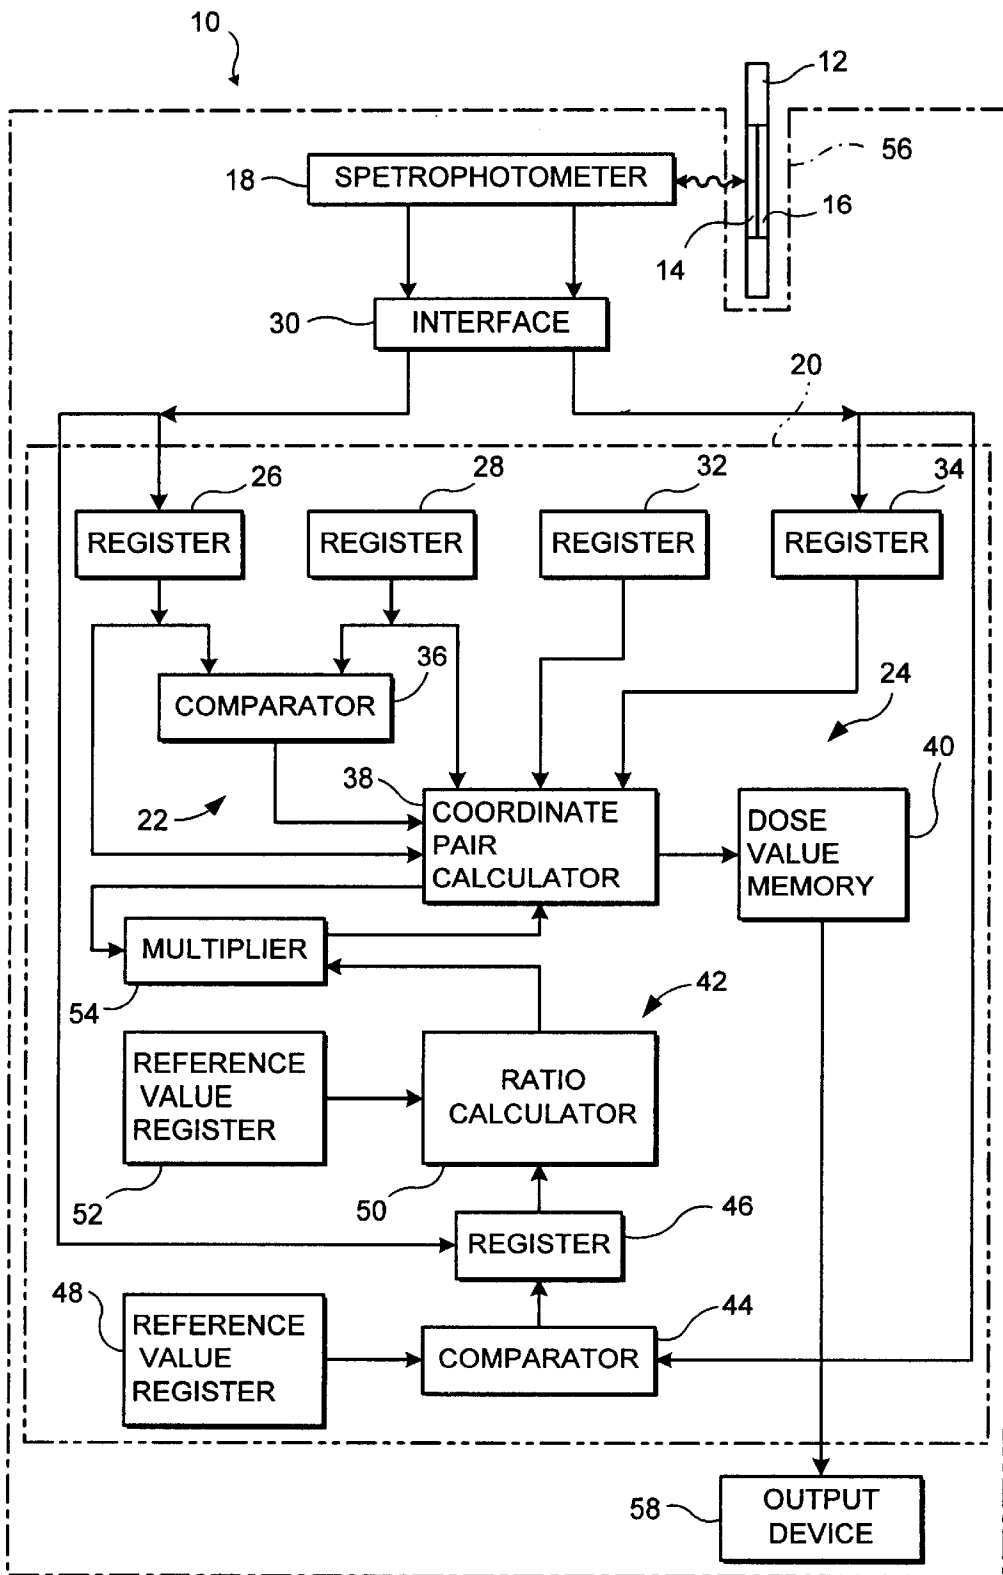 10
12
56
18
SPETROPHOTOMETER
14
16
30
INTERFACE
20
26
28
32
34
REGISTER
REGISTER
REGISTER
REGISTER
36
COMPARATOR
24
22
38
40
COORDINATE
PAIR
CALCULATOR
DOSE
VALUE
MEMORY
MULTIPLIER
54
42
REFERENCE
VALUE
REGISTER
RATIO
CALCULATOR
52
50
46
REGISTER
48
44
REFERENCE
VALUE
REGISTER
COMPARATOR
58
OUTPUT
DEVICE